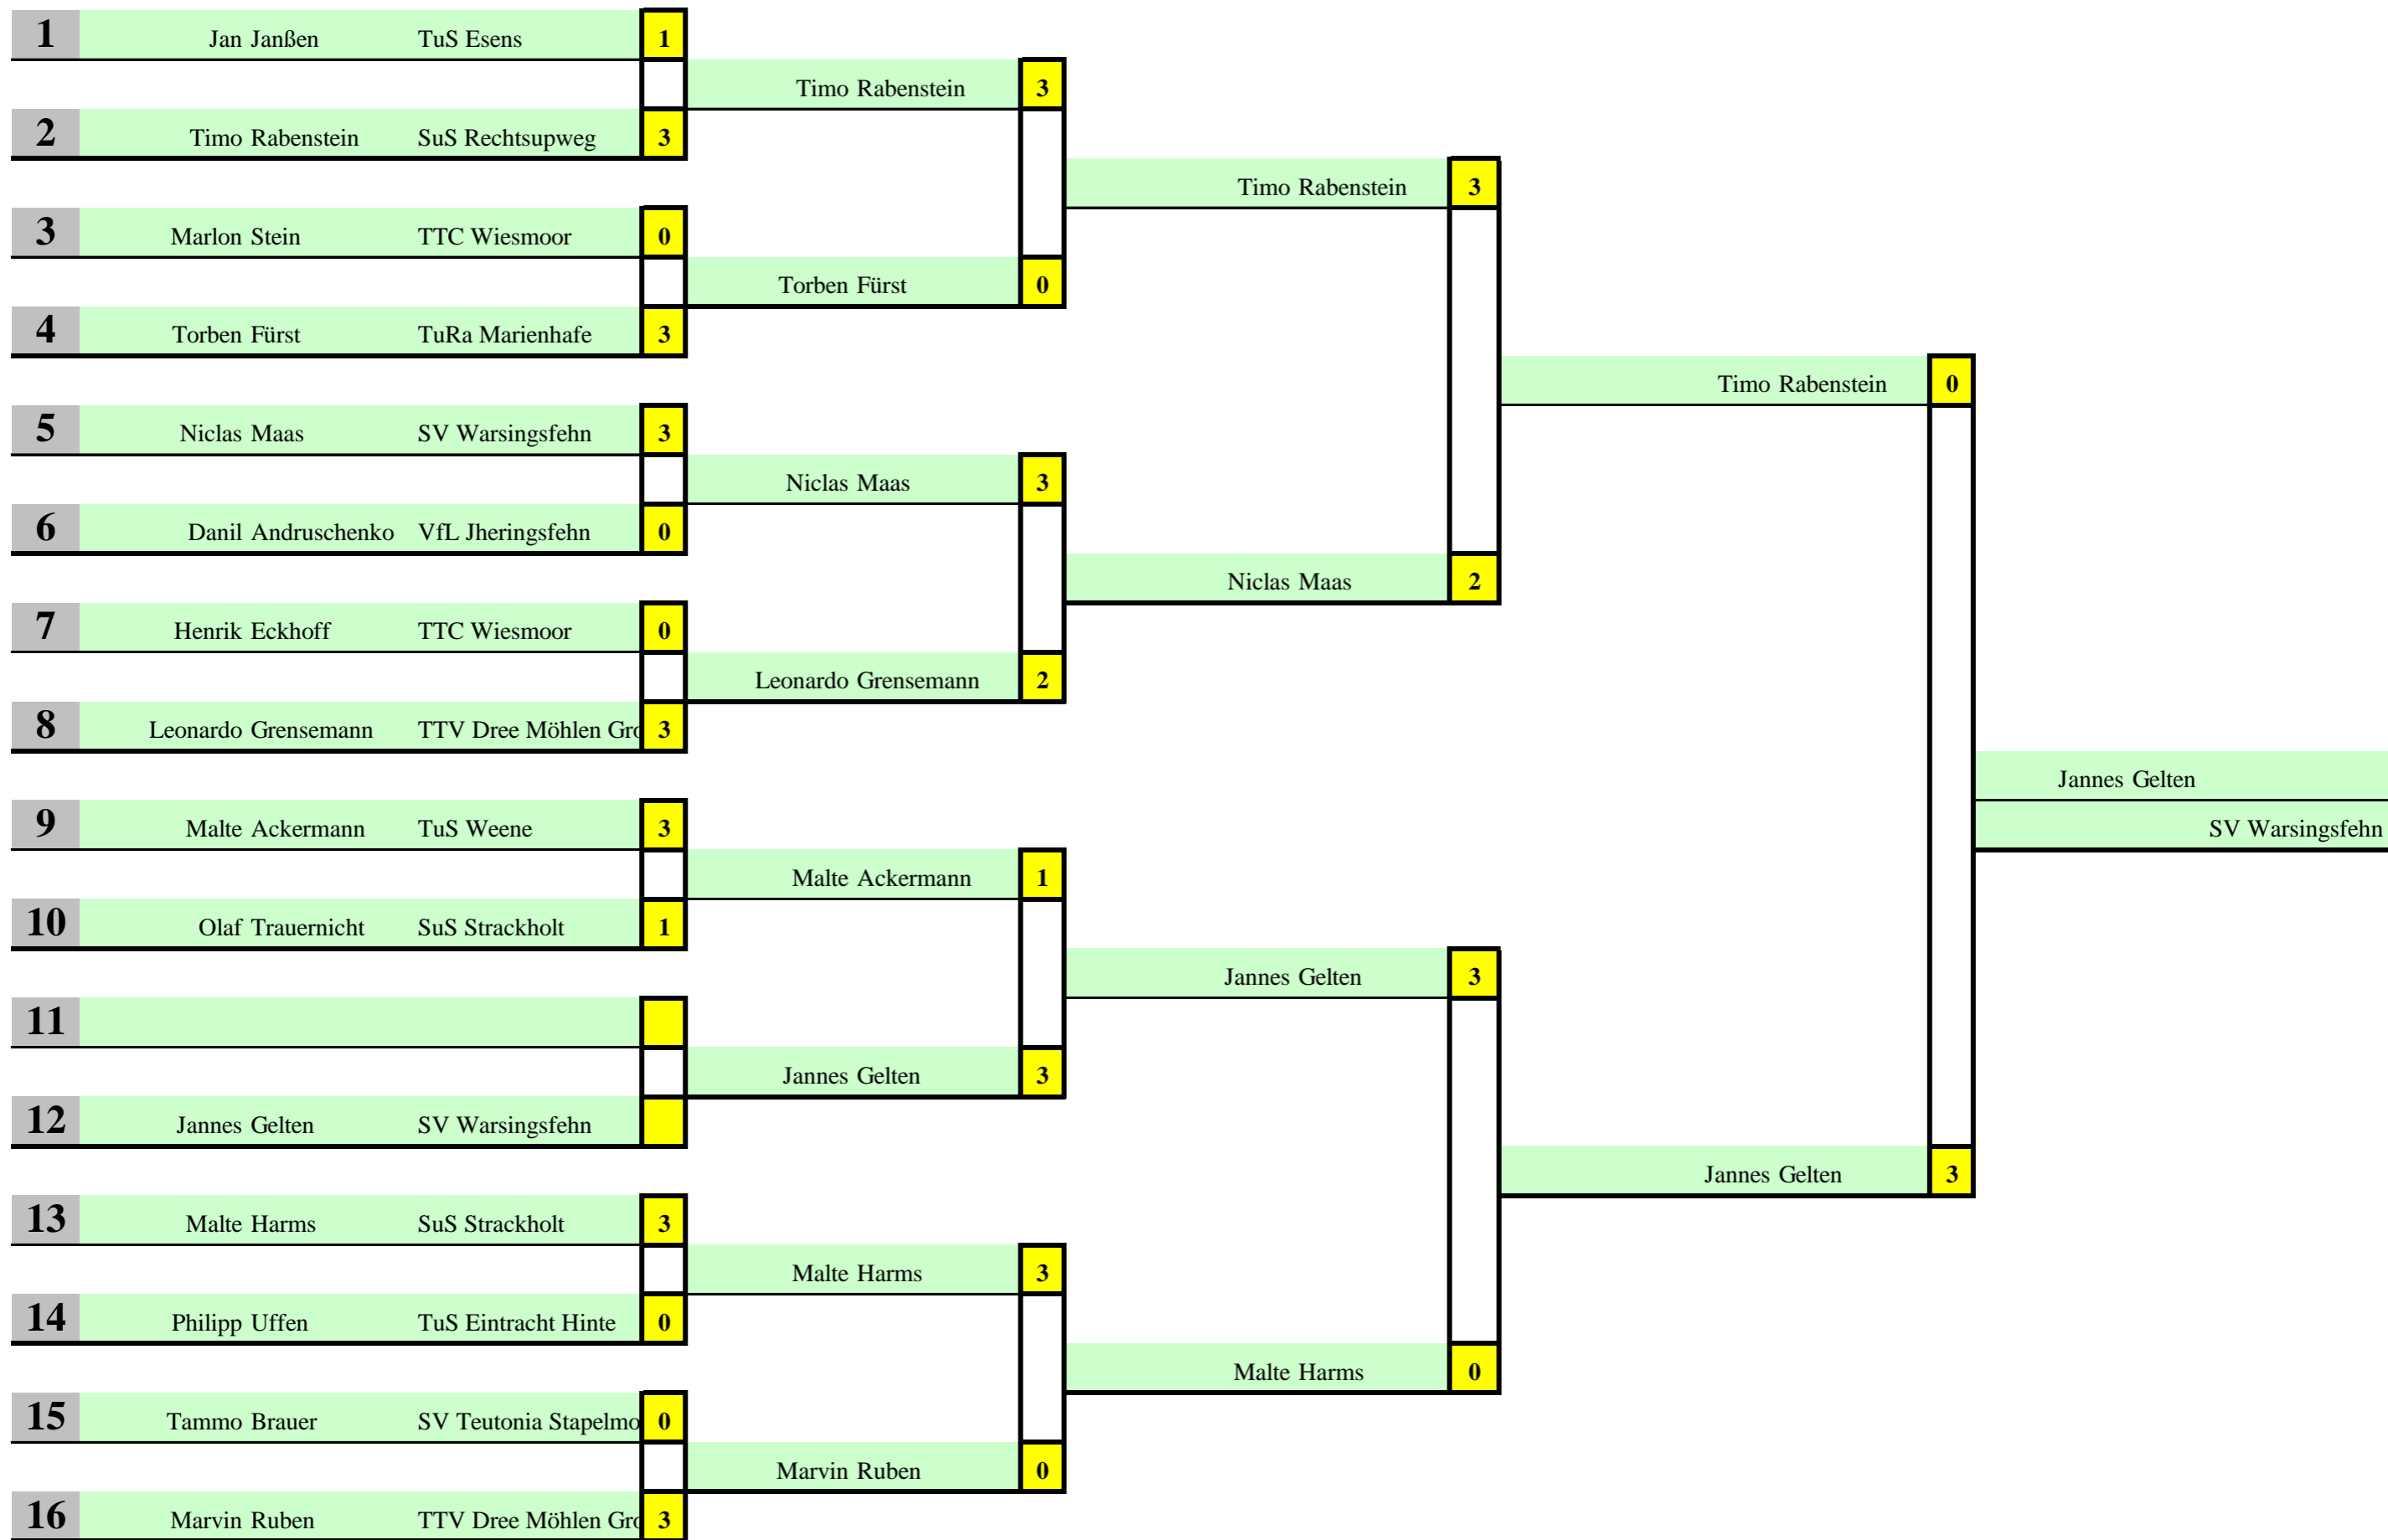 1 Jan Janßen TuS Esens 1
Timo Rabenstein 3
2 Timo Rabenstein SuS Rechtsupweg 3
Timo Rabenstein 3
3 Marlon Stein TTC Wiesmoor 0
Torben Fürst 0
4 Torben Fürst TuRa Marienhafe 3
Timo Rabenstein 0
5 Niclas Maas SV Warsingsfehn 3
Niclas Maas 3
6 Danil Andruschenko VfL Jheringsfehn 0
Niclas Maas 2
7 Henrik Eckhoff TTC Wiesmoor 0
Leonardo Grensemann 2
8 Leonardo Grensemann TTV Dree Möhlen Gro 3
Jannes Gelten
9 Malte Ackermann TuS Weene 3
SV Warsingsfehn
Malte Ackermann 1
10 Olaf Trauernicht SuS Strackholt 1
Jannes Gelten 3
11
Jannes Gelten 3
12 Jannes Gelten SV Warsingsfehn
Jannes Gelten 3
13 Malte Harms SuS Strackholt 3
Malte Harms 3
14 Philipp Uffen TuS Eintracht Hinte 0
Malte Harms 0
15 Tammo Brauer SV Teutonia Stapelmo 0
Marvin Ruben 0
16 Marvin Ruben TTV Dree Möhlen Gro 3